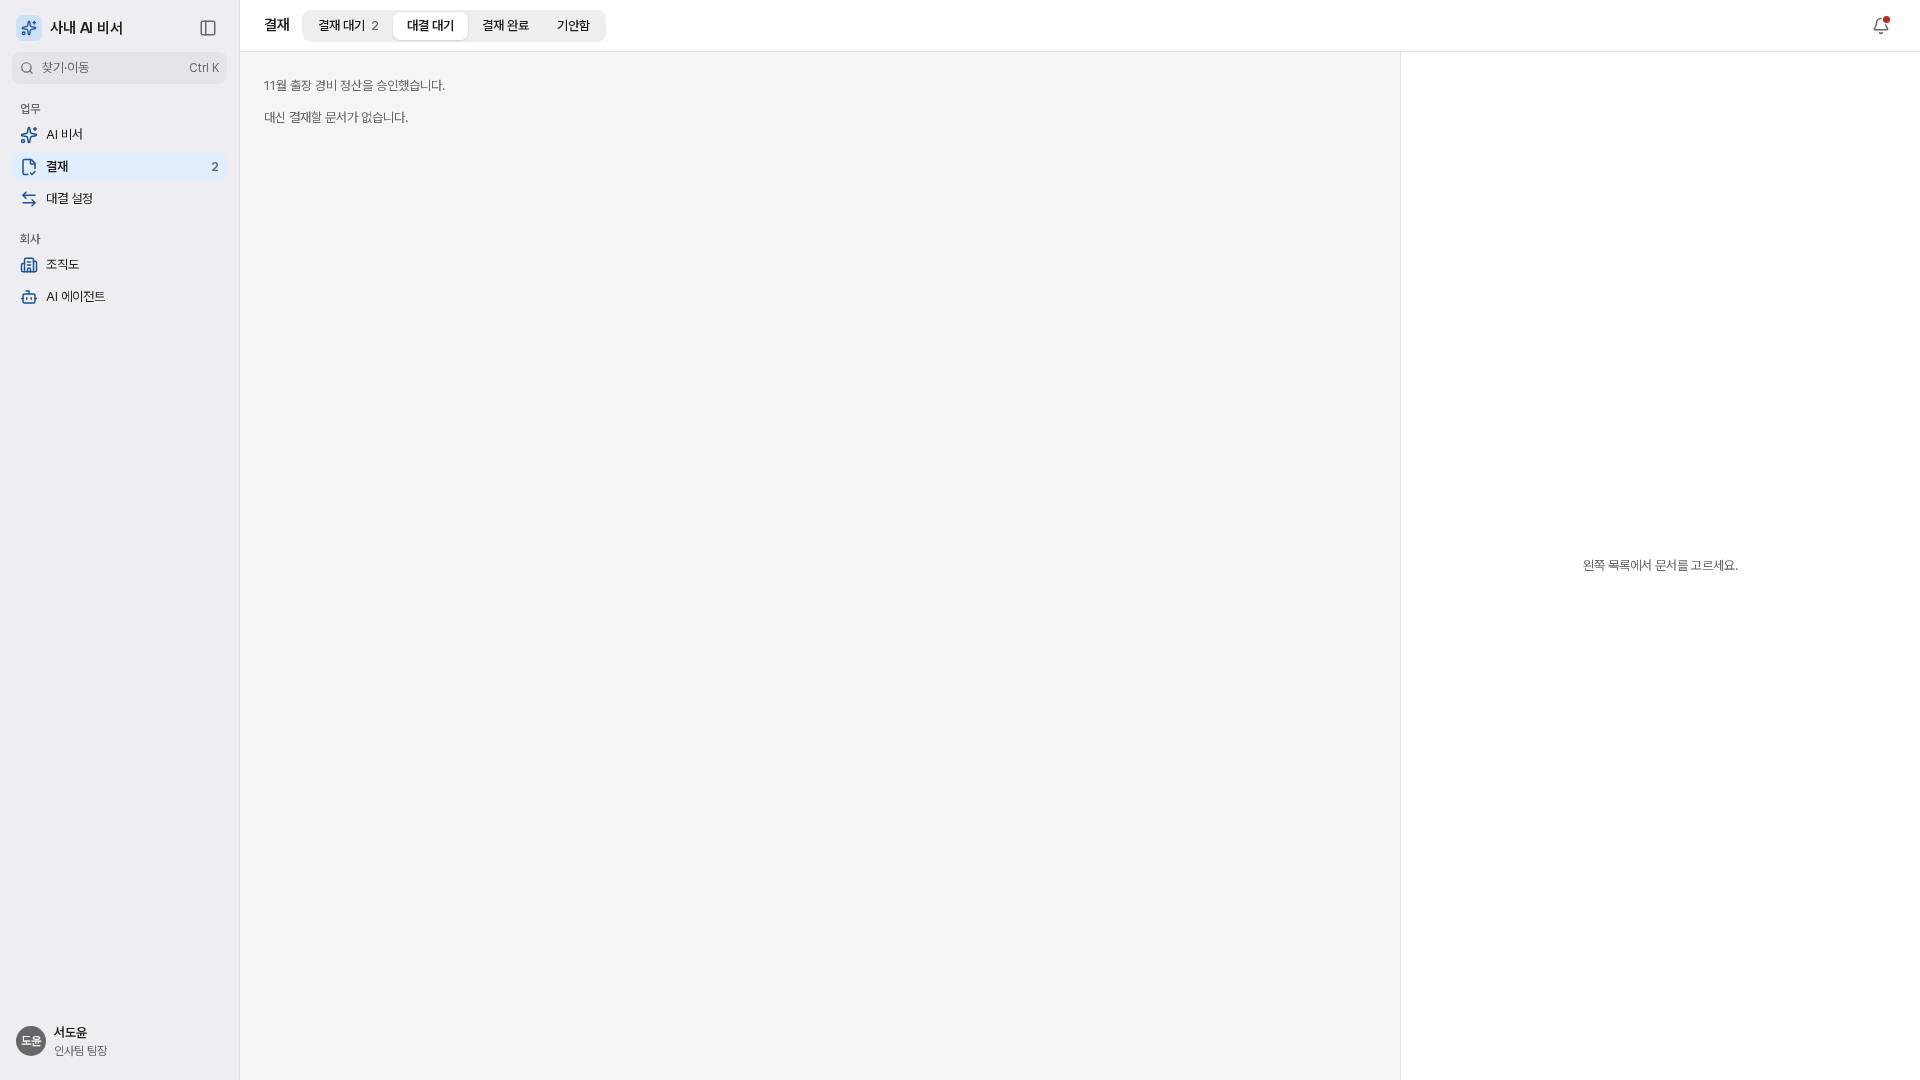 사내 AI 비서
찾기·이동 Ctrl K
업무
AI 비서
결재 2
대결 설정
회사
조직도
AI 에이전트
도윤
서도윤
인사팀 팀장
결재
결재 대기 2
대결 대기
결재 완료
기안함
11월 출장 경비 정산을 승인했습니다.
대신 결재할 문서가 없습니다.
왼쪽 목록에서 문서를 고르세요.